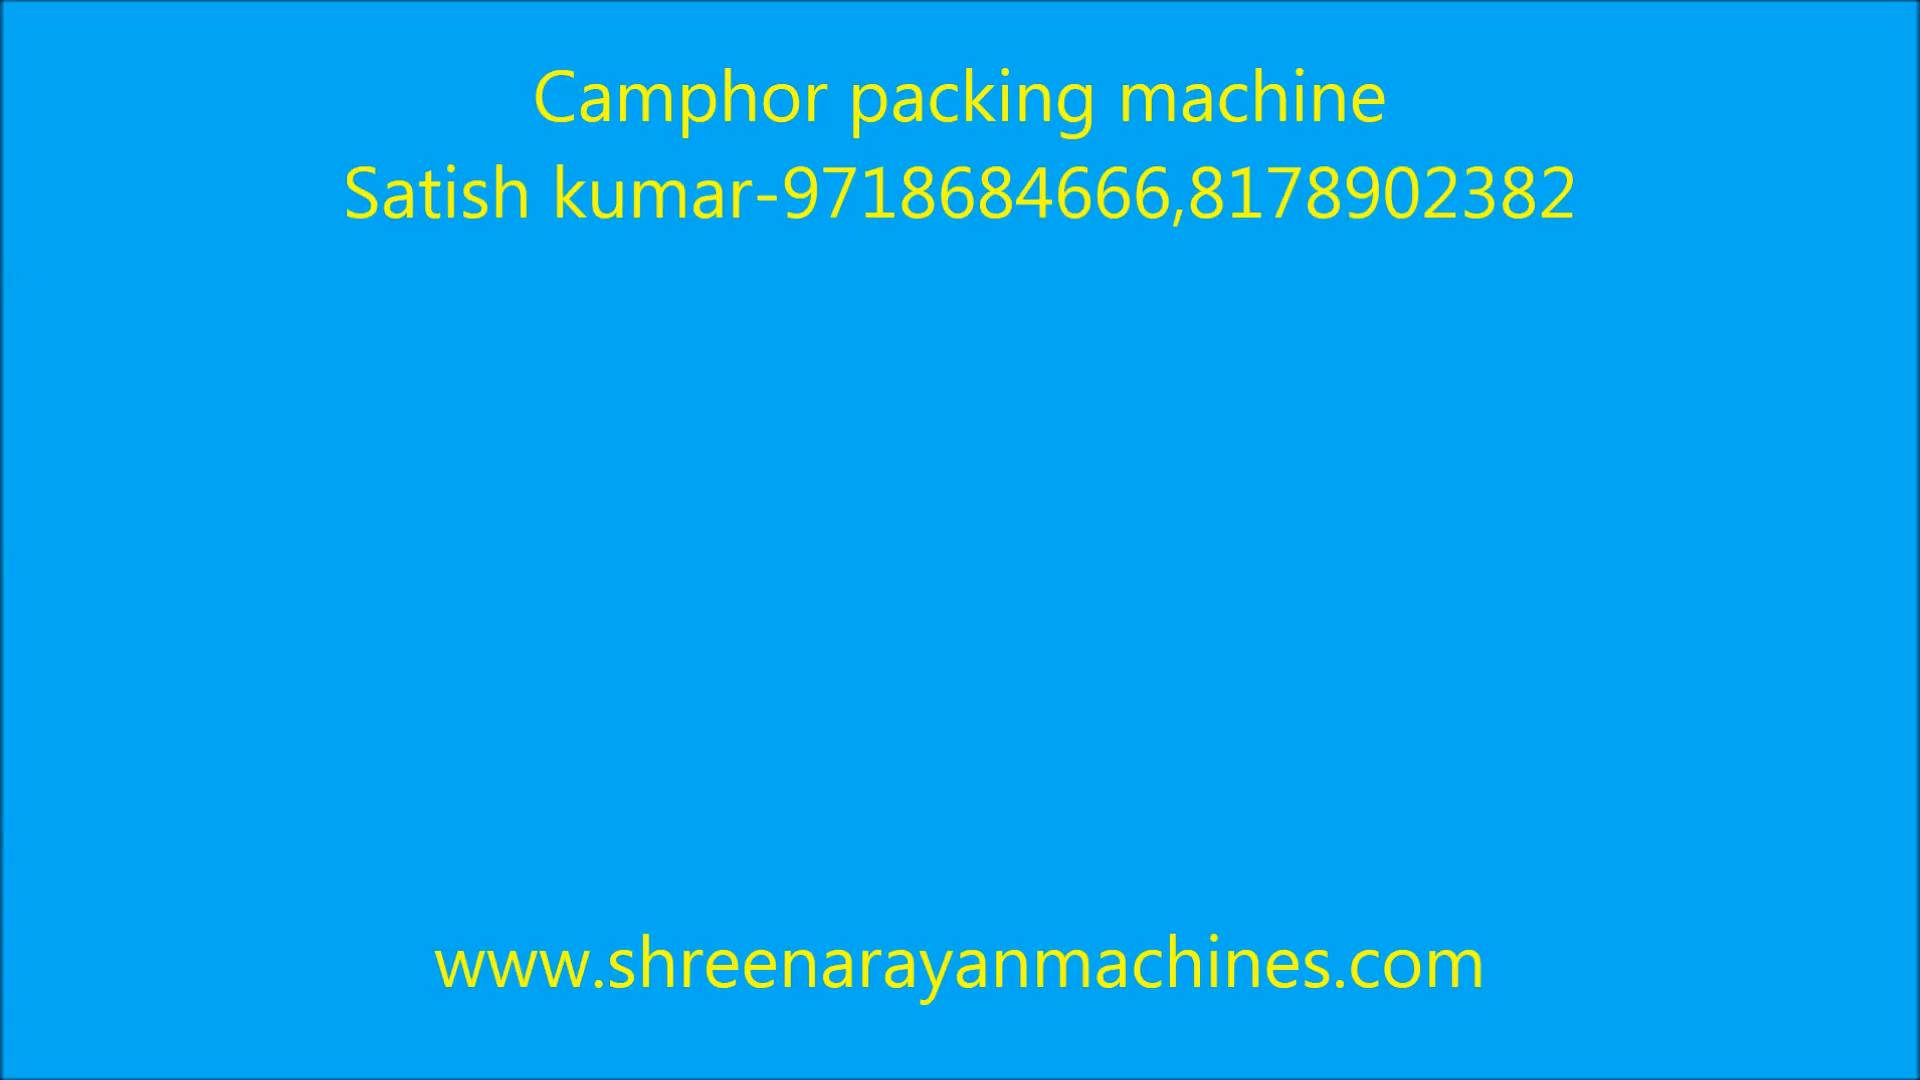 Camphor packing machine
Satish kumar-9718684666,8178902382
www.shreenarayanmachines.com